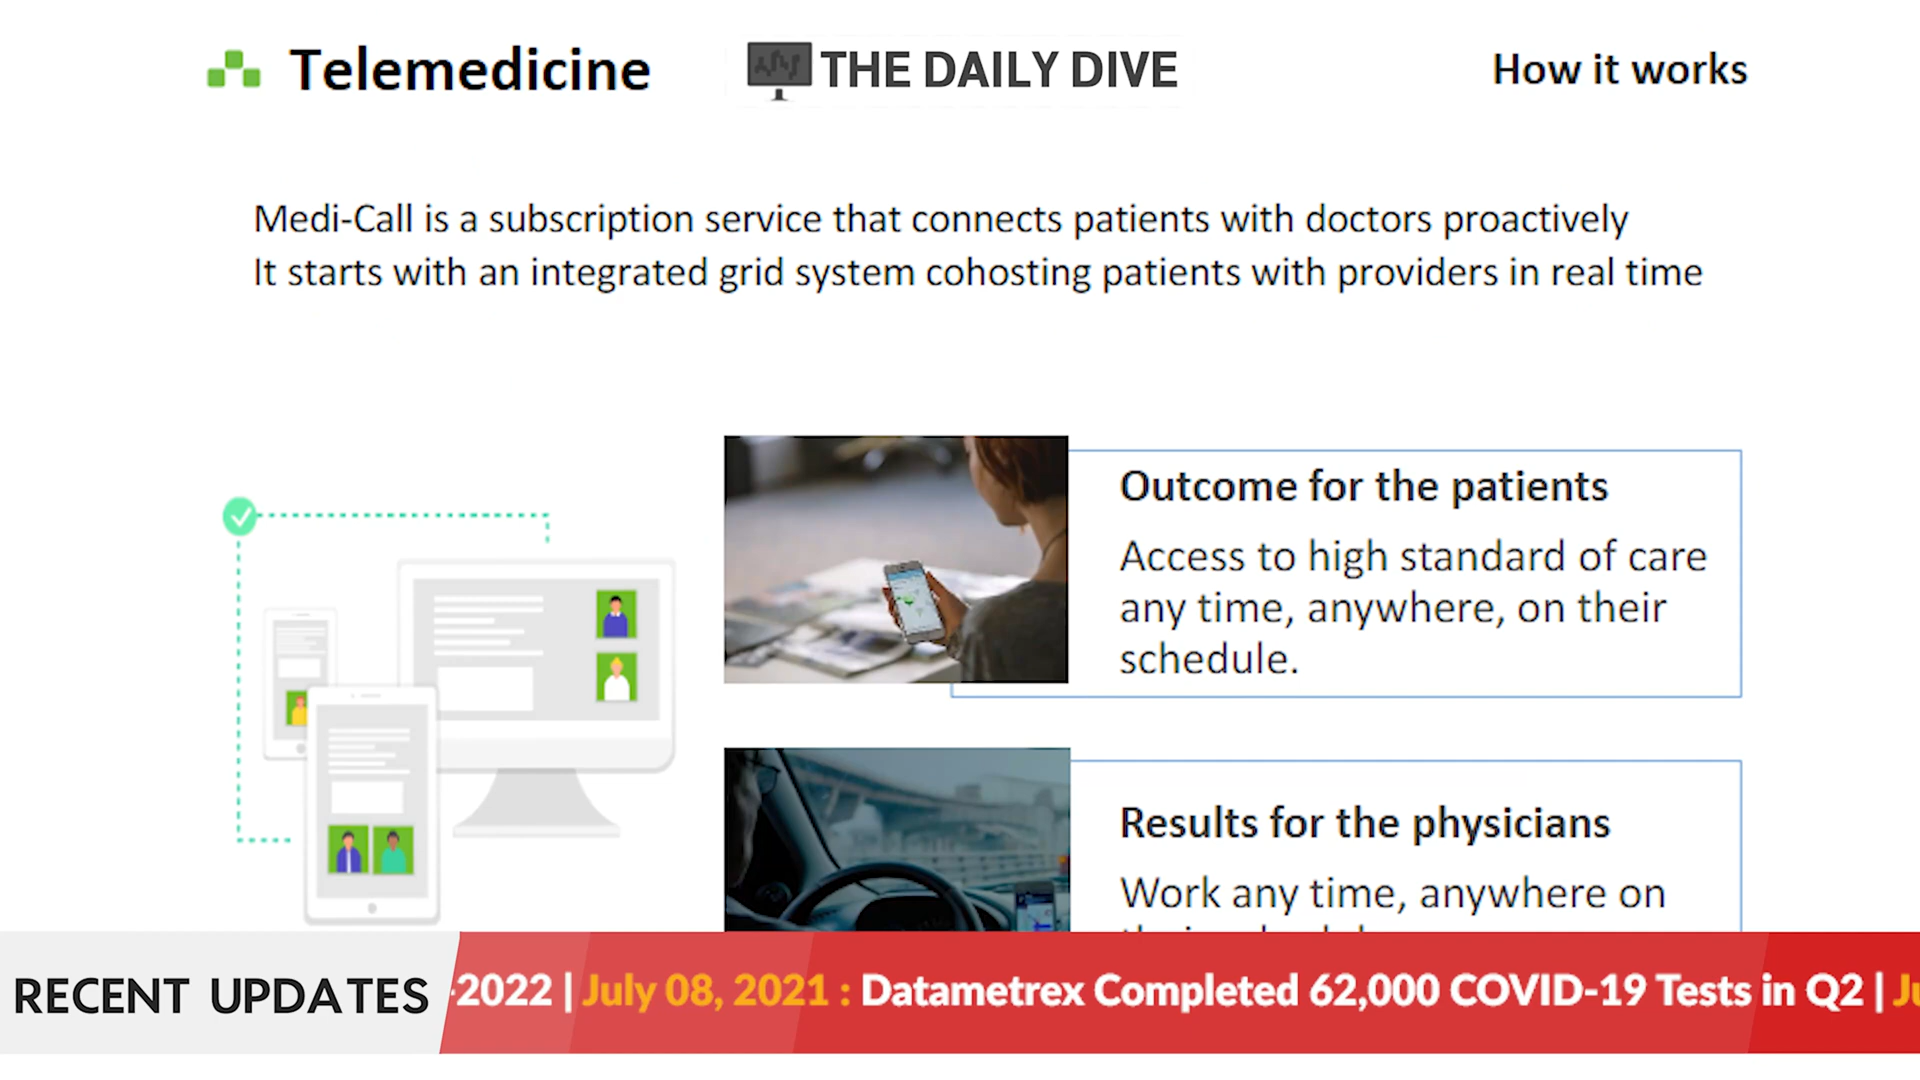 Telemedicine
THE DAILY DIVE
How it works
Medi-Call is a subscription service that connects patients with doctors proactively
It starts with an integrated grid system cohosting patients with providers in real time
Outcome for the patients
Access to high standard of care
any time, anywhere, on their
schedule.
Results for the physicians
Work any time, anywhere on
RECENT UPDATES
-2022 | July 08, 2021 : Datametrex Completed 62,000 COVID-19 Tests in Q2 |